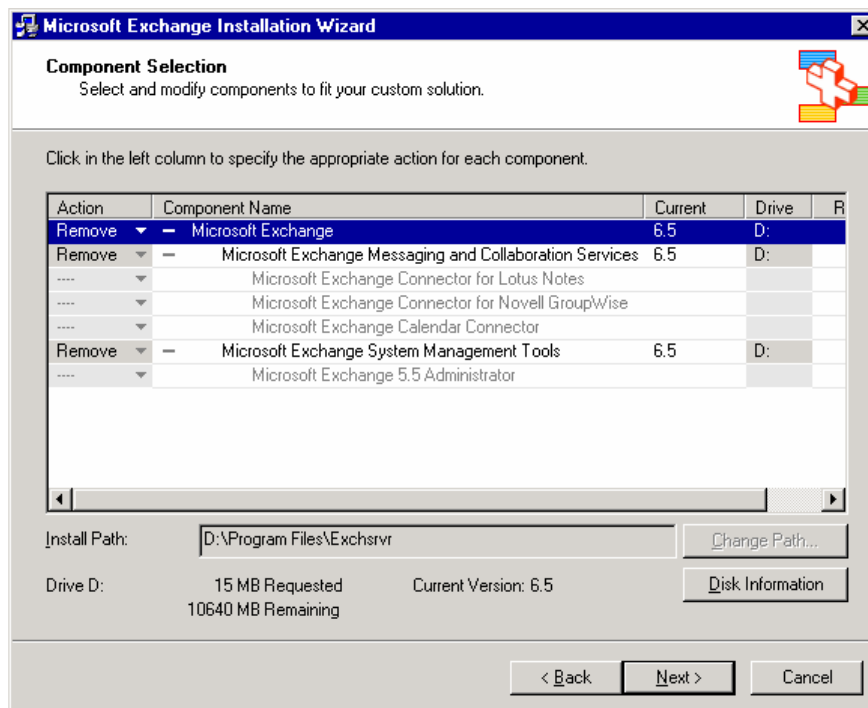 Microsoft Exchange Installation Wizard
Component Selection
Select and modify components to fit your custom solution.
Click in the left column to specify the appropriate action for each component.
Action Component Name Current Drive R
Remove Microsoft Exchange 6.5 D:
Remove Microsoft Exchange Messaging and Collaboration Services 6.5 D:
---- Microsoft Exchange Connector for Lotus Notes
---- Microsoft Exchange Connector for Novell GroupWise
---- Microsoft Exchange Calendar Connector
Remove Microsoft Exchange System Management Tools 6.5 D:
---- Microsoft Exchange 5.5 Administrator
Install Path: D:\Program Files\Exchsrvr Change Path...
Drive D: 15 MB Requested Current Version: 6.5 Disk Information
10640 MB Remaining
< Back Next > Cancel